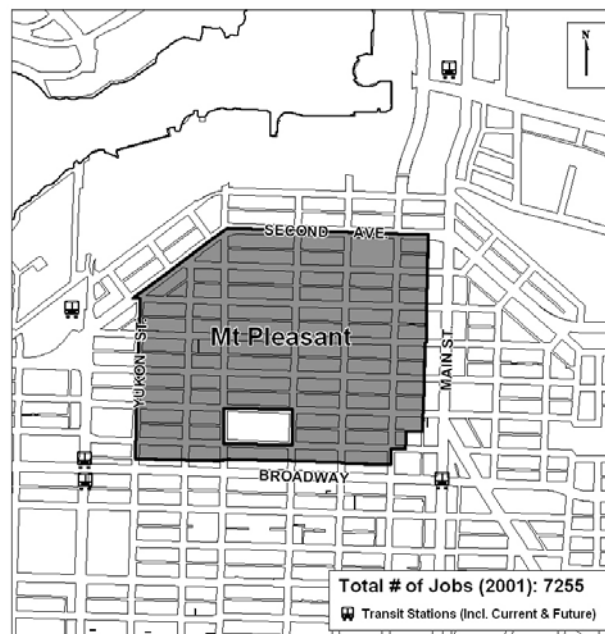 N
SECOND AVE.
Mt Pleasant
YUKON ST.
MAIN ST.
BROADWAY
Total # of Jobs (2001): 7255
Transit Stations (Incl. Current & Future)